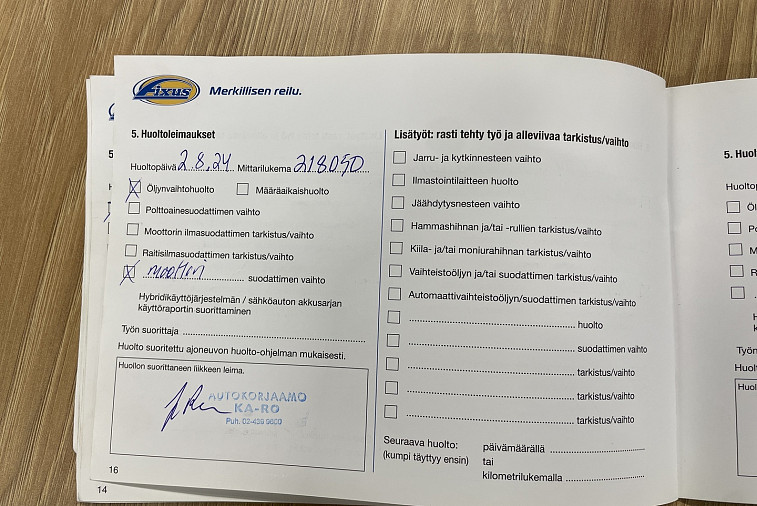 Fixus Merkillisen reilu.
5. Huoltoleimaukset
Huoltopäivä 2.8.24 Mittarilukema 218050
Öljynvaihtohuolto Määräaikaishuolto
Polttoainesuodattimen vaihto
Moottorin ilmasuodattimen tarkistus/vaihto
Raitisilmasuodattimen tarkistus/vaihto
moottori suodattimen vaihto
Hybridikäyttöjärjestelmän / sähköauton akkusarjan
käyttöraportin suorittaminen
Työn suorittaja
Huolto suoritettu ajoneuvon huolto-ohjelman mukaisesti.
Huollon suorittaneen liikkeen leima.
AUTOKORJAAMO
KA-RO
16
14
Lisätyöt: rasti tehty työ ja alleviivaa tarkistus/vaihto
Jarru- ja kytkinnesteen vaihto
Ilmastointilaitteen huolto
Jäähdytysnesteen vaihto
Hammashihnan ja/tai -rullien tarkistus/vaihto
Kiila- ja/tai moniurahihnan tarkistus/vaihto
Vaihteistoöljyn ja/tai suodattimen tarkistus/vaihto
Automaattivaihteistoöljyn/suodattimen tarkistus/vaihto
huolto
suodattimen vaihto
tarkistus/vaihto
tarkistus/vaihto
tarkistus/vaihto
Seuraava huolto: päivämäärällä
(kumpi täyttyy ensin) tai
kilometrilukemalla
5. Huol